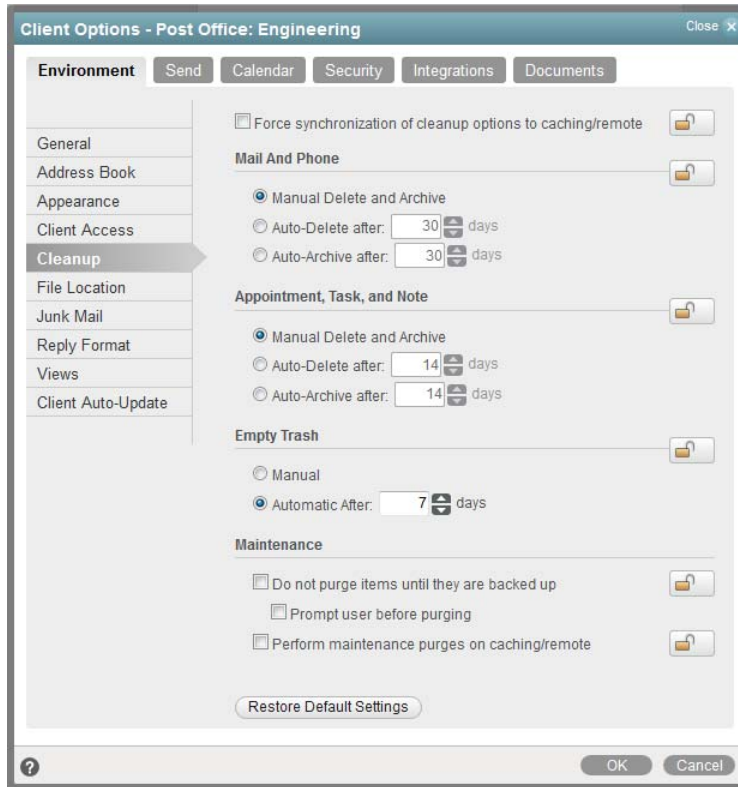 Client Options - Post Office: Engineering
Close x
Environment Send Calendar Security Integrations Documents
General
Address Book
Appearance
Client Access
Cleanup
File Location
Junk Mail
Reply Format
Views
Client Auto-Update
Force synchronization of cleanup options to caching/remote
Mail And Phone
Manual Delete and Archive
Auto-Delete after: 30 days
Auto-Archive after: 30 days
Appointment, Task, and Note
Manual Delete and Archive
Auto-Delete after: 14 days
Auto-Archive after: 14 days
Empty Trash
Manual
Automatic After: 7 days
Maintenance
Do not purge items until they are backed up
Prompt user before purging
Perform maintenance purges on caching/remote
Restore Default Settings
? OK Cancel